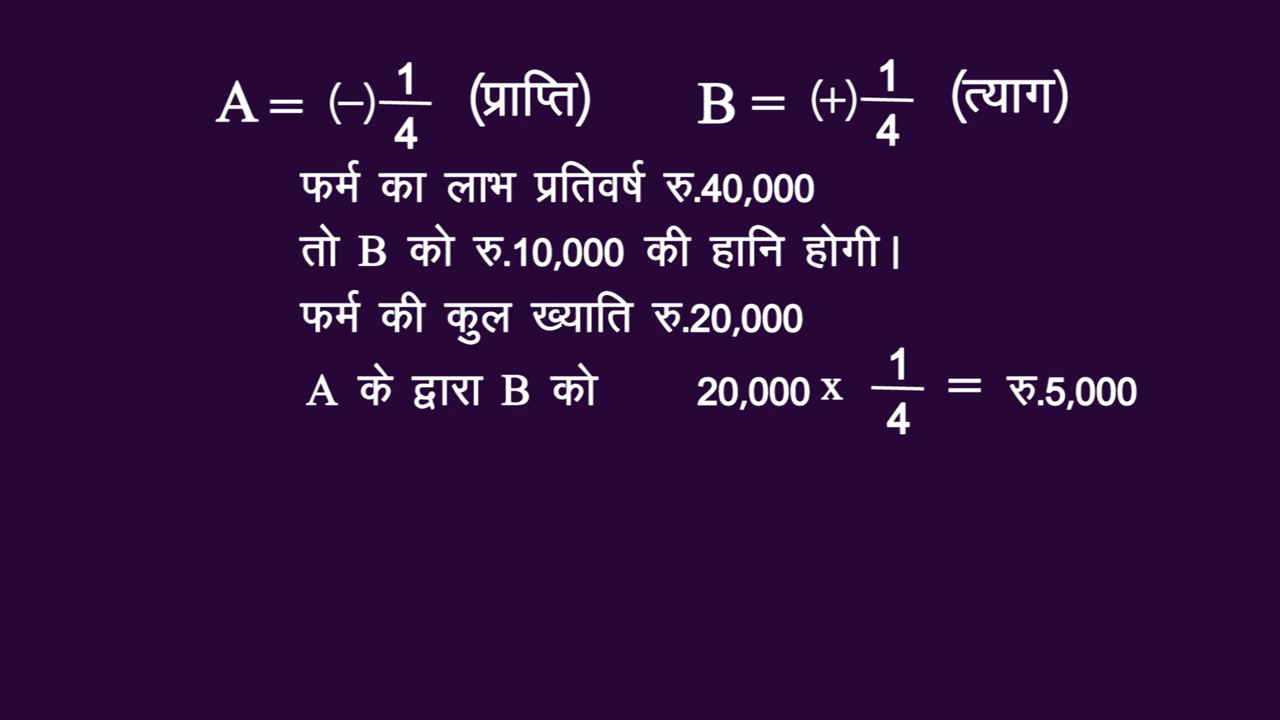 A = (−) 1/4 (प्राप्ति) B = (+) 1/4 (त्याग)
फर्म का लाभ प्रतिवर्ष रु.40,000
तो B को रु.10,000 की हानि होगी|
फर्म की कुल ख्याति रु.20,000
A के द्वारा B को 20,000 x 1/4 = रु.5,000